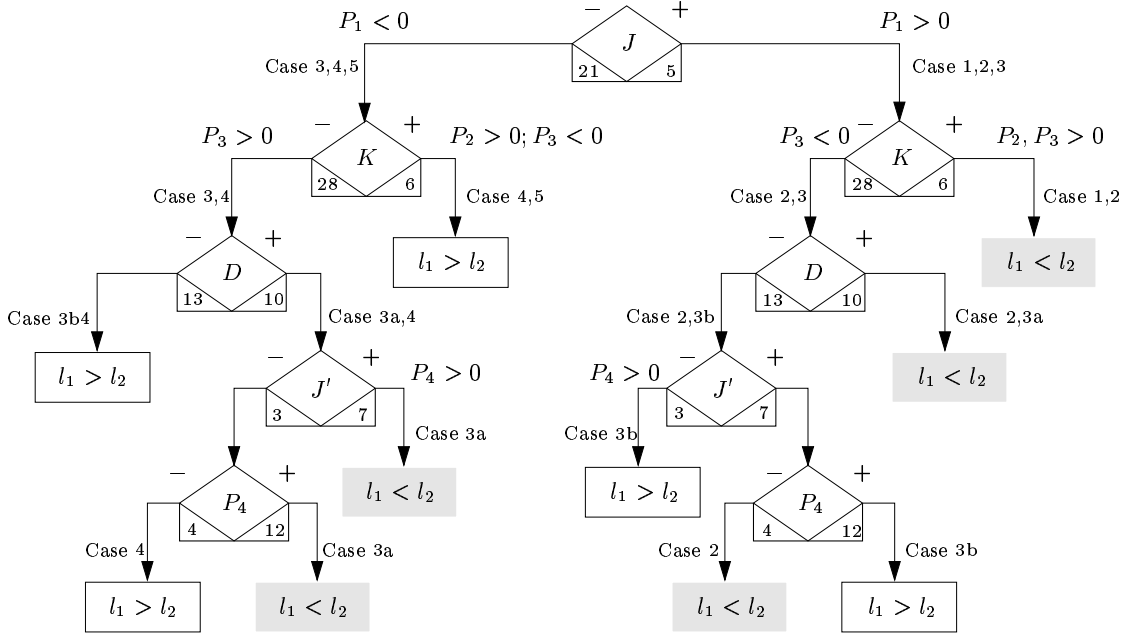 − +
P₁ < 0 J P₁ > 0
Case 3,4,5 21 5 Case 1,2,3
− + − +
P₃ > 0 K P₂ > 0; P₃ < 0 P₃ < 0 K P₂, P₃ > 0
28 6 28 6
Case 3,4 Case 4,5 Case 2,3 Case 1,2
− + − +
D l₁ > l₂ D l₁ < l₂
13 10 13 10
Case 3b4 Case 3a,4 Case 2,3b Case 2,3a
− + − +
l₁ > l₂ J′ P₄ > 0 P₄ > 0 J′ l₁ < l₂
3 7 3 7
Case 3a Case 3b
− + − +
P₄ l₁ < l₂ l₁ > l₂ P₄
4 12 4 12
Case 4 Case 3a Case 2 Case 3b
l₁ > l₂ l₁ < l₂ l₁ < l₂ l₁ > l₂